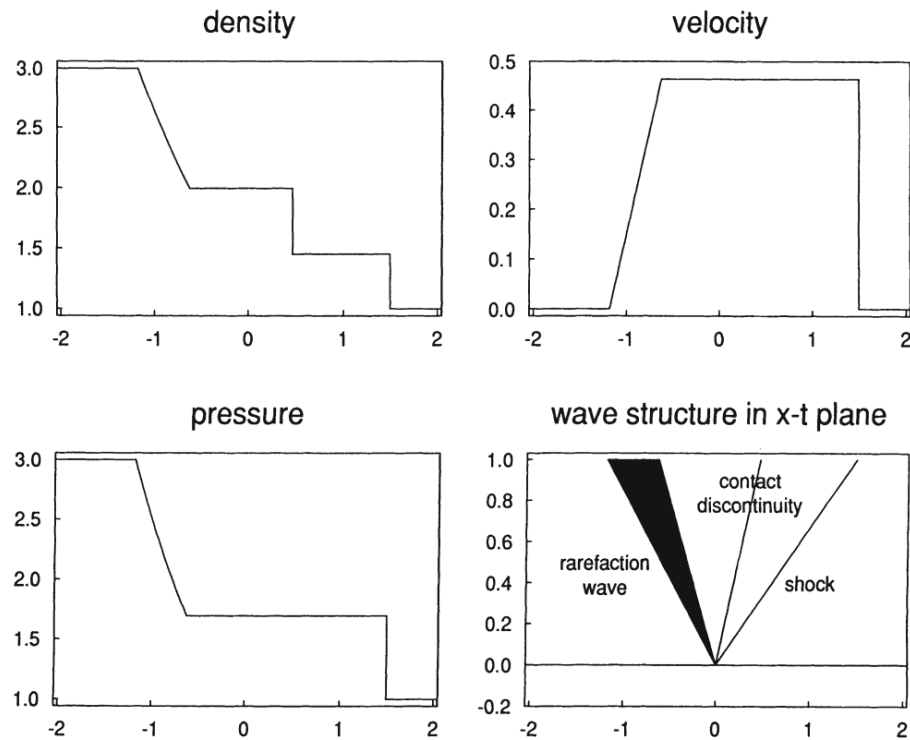 density
3.0
2.5
2.0
1.5
1.0
-2 -1 0 1 2
velocity
0.5
0.4
0.3
0.2
0.1
0.0
-2 -1 0 1 2
pressure
3.0
2.5
2.0
1.5
1.0
-2 -1 0 1 2
wave structure in x-t plane
1.0
0.8
0.6
0.4
0.2
0.0
-0.2
contact
discontinuity
rarefaction
wave
shock
-2 -1 0 1 2